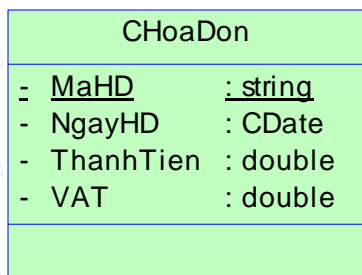 CHoaDon
- MaHD : string
- NgayHD : CDate
- ThanhTien : double
- VAT : double